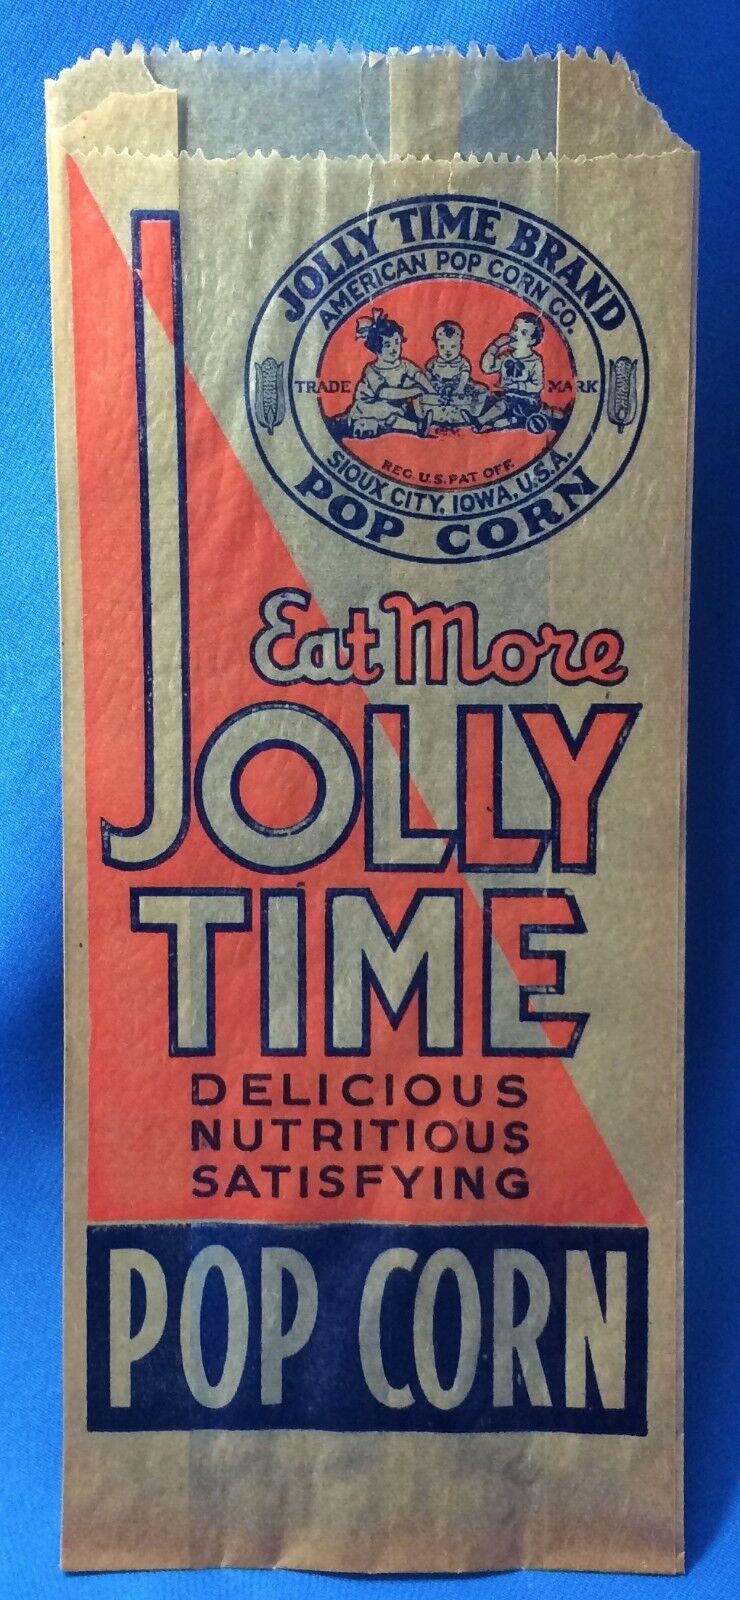 JOLLY TIME BRAND
AMERICAN POP CORN CO.
TRADE MARK
REG. U.S. PAT OFF.
SIOUX CITY, IOWA, U.S.A.
POP CORN
Eat More
JOLLY
TIME
DELICIOUS
NUTRITIOUS
SATISFYING
POP CORN